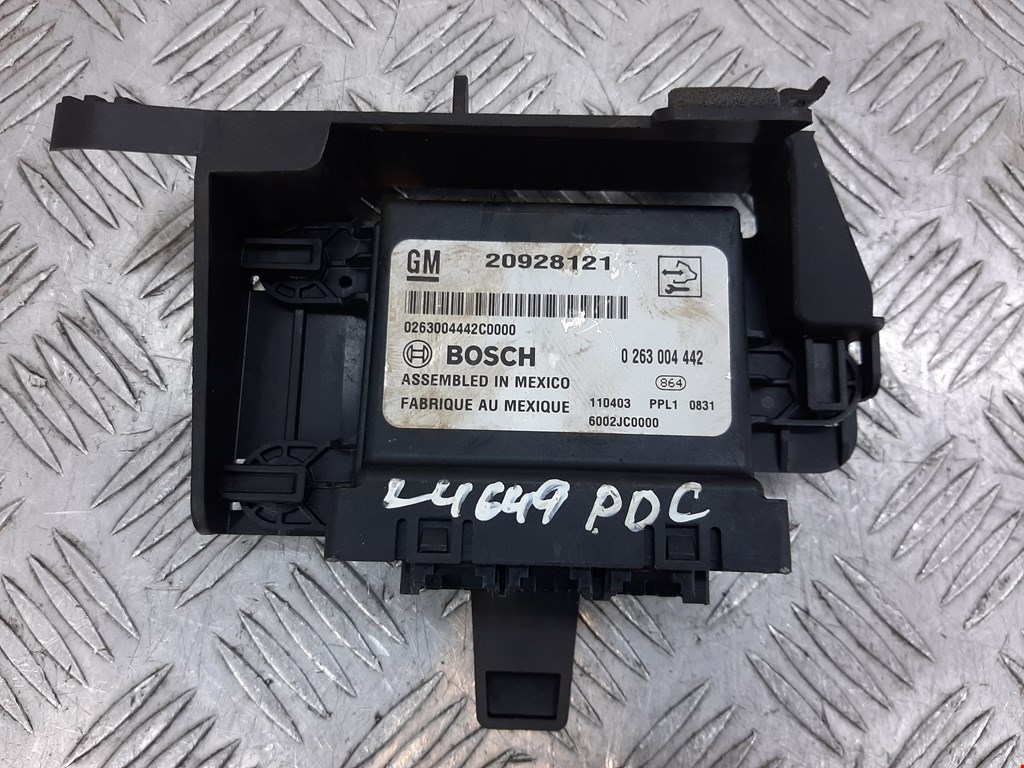 GM 20928121
0263004442C0000
BOSCH 0 263 004 442
ASSEMBLED IN MEXICO 864
FABRIQUE AU MEXIQUE 110403 PPL1 0831
6002JC0000
L4649 PDC